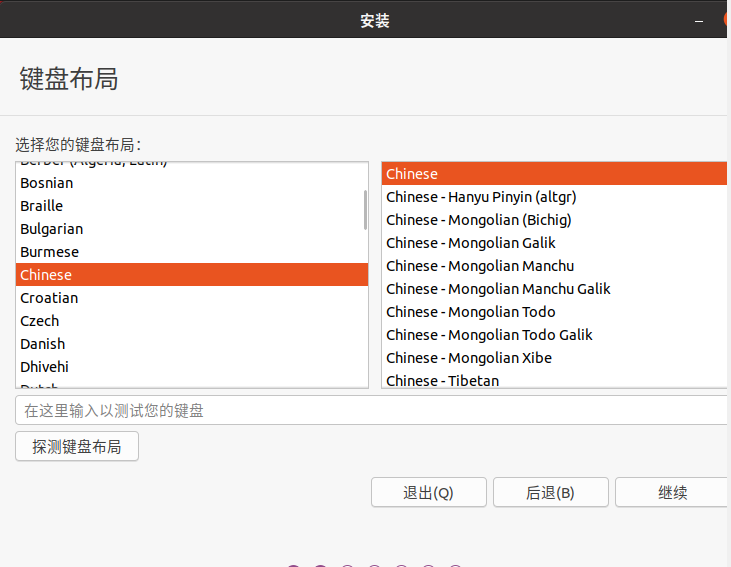 安装
键盘布局
选择您的键盘布局：
Berber (Algeria, Latin)
Bosnian
Braille
Bulgarian
Burmese
Chinese
Croatian
Czech
Danish
Dhivehi
Dutch
Chinese
Chinese - Hanyu Pinyin (altgr)
Chinese - Mongolian (Bichig)
Chinese - Mongolian Galik
Chinese - Mongolian Manchu
Chinese - Mongolian Manchu Galik
Chinese - Mongolian Todo
Chinese - Mongolian Todo Galik
Chinese - Mongolian Xibe
Chinese - Tibetan
在这里输入以测试您的键盘
探测键盘布局
退出(Q)
后退(B)
继续